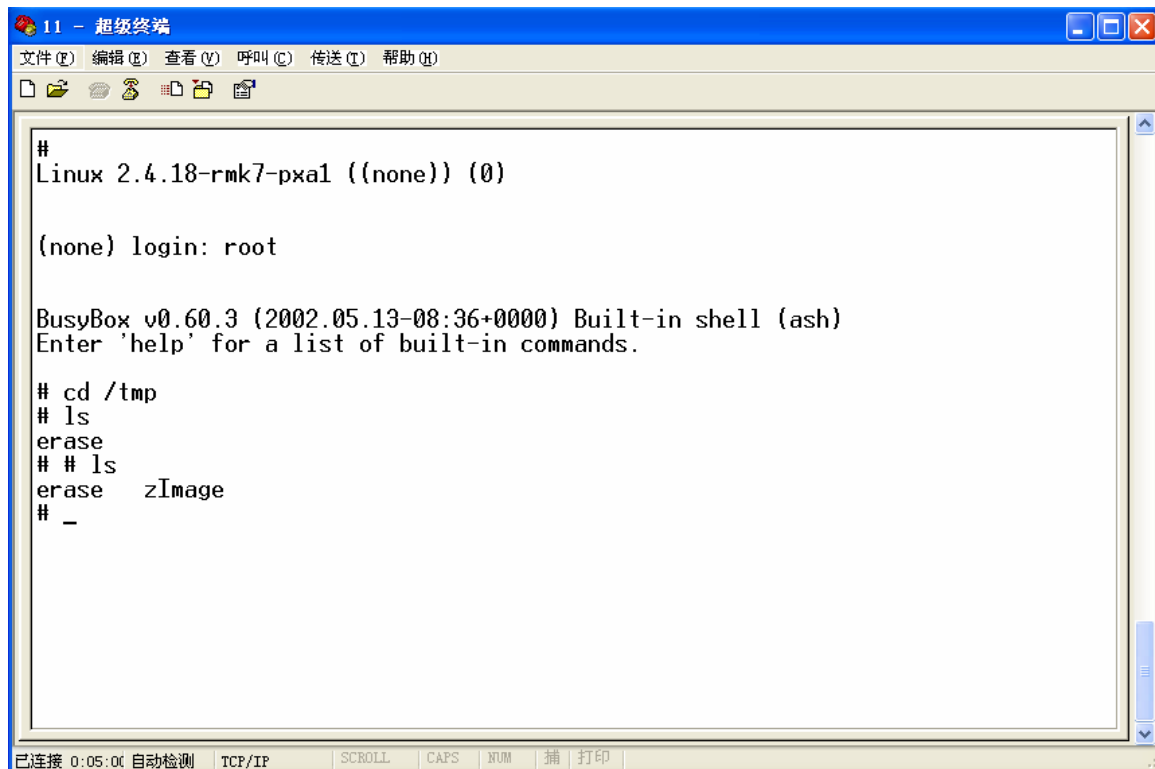 11 - 超级终端
文件(F) 编辑(E) 查看(V) 呼叫(C) 传送(T) 帮助(H)
#
Linux 2.4.18-rmk7-pxa1 ((none)) (0)
(none) login: root
BusyBox v0.60.3 (2002.05.13-08:36+0000) Built-in shell (ash)
Enter 'help' for a list of built-in commands.
# cd /tmp
# ls
erase
# # ls
erase zImage
# _
已连接 0:05:0 自动检测 TCP/IP SCROLL CAPS NUM 捕 打印